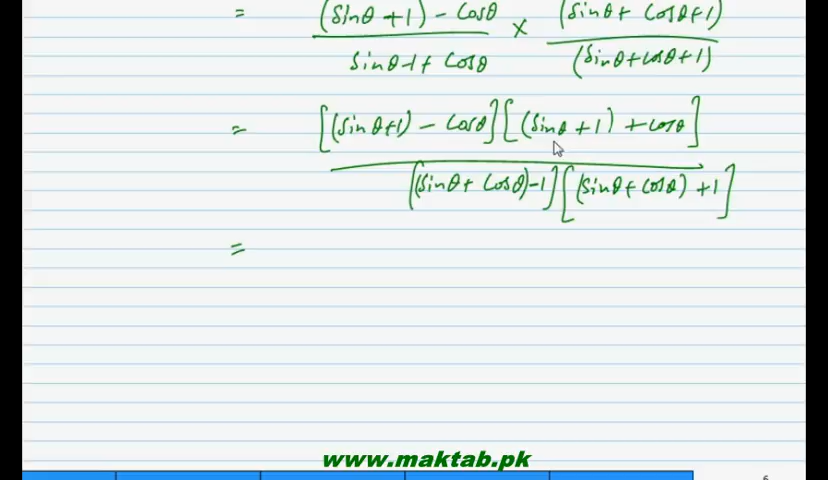 = (Sinθ + 1) - Cosθ / Sinθ - 1 + Cosθ × (Sinθ + Cosθ + 1) / (Sinθ + Cosθ + 1)
= [(Sinθ + 1) - Cosθ] [(Sinθ + 1) + Cosθ] / [(Sinθ + Cosθ) - 1] [(Sinθ + Cosθ) + 1]
=
www.maktab.pk
6